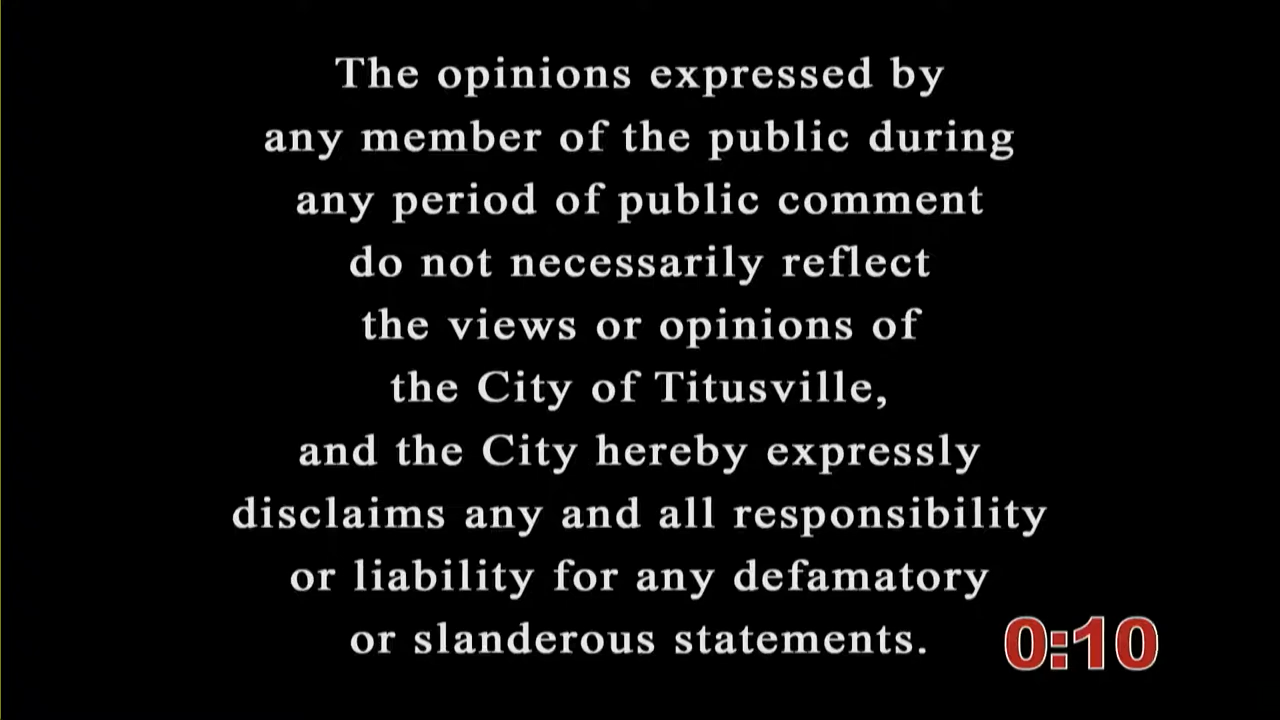 The opinions expressed by
any member of the public during
any period of public comment
do not necessarily reflect
the views or opinions of
the City of Titusville,
and the City hereby expressly
disclaims any and all responsibility
or liability for any defamatory
or slanderous statements.
0:10